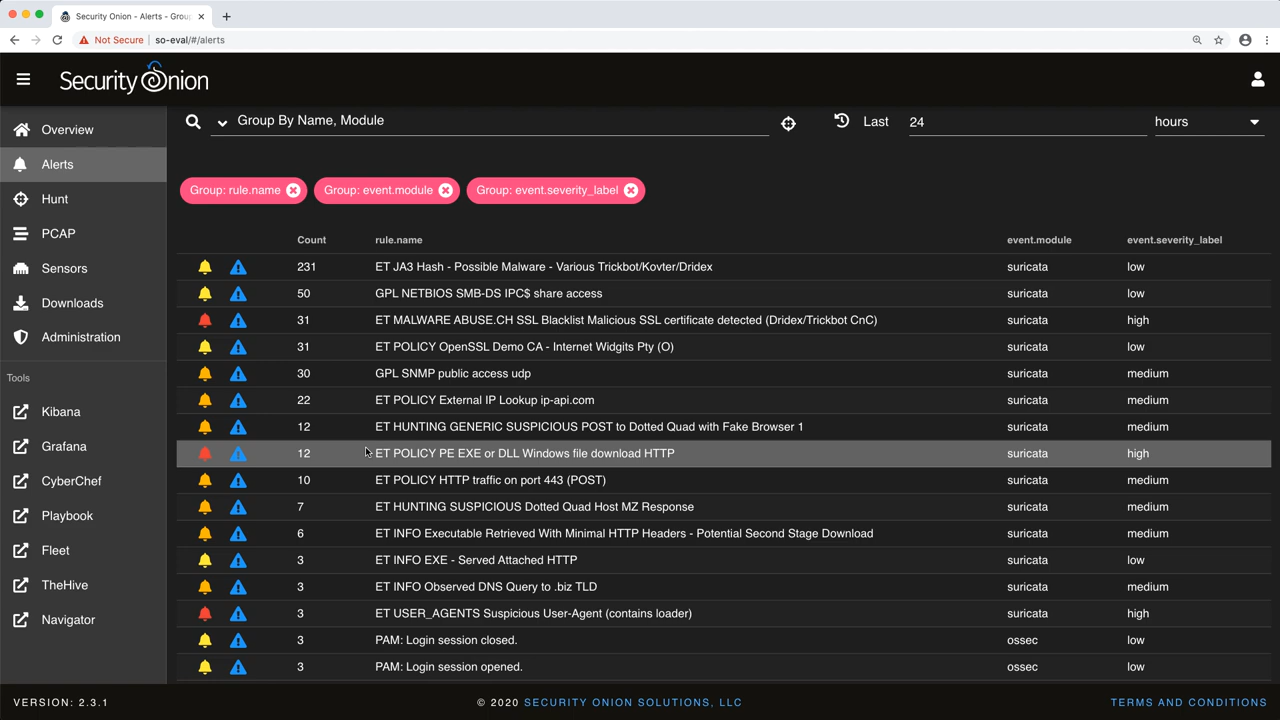 Security Onion - Alerts - Grou
Not Secure | so-eval/#/alerts
Security Onion
Overview
Alerts
Hunt
PCAP
Sensors
Downloads
Administration
Tools
Kibana
Grafana
CyberChef
Playbook
Fleet
TheHive
Navigator
Group By Name, Module
Last 24 hours
Group: rule.name Group: event.module Group: event.severity_label
Count rule.name event.module event.severity_label
231 ET JA3 Hash - Possible Malware - Various Trickbot/Kovter/Dridex suricata low
50 GPL NETBIOS SMB-DS IPC$ share access suricata low
31 ET MALWARE ABUSE.CH SSL Blacklist Malicious SSL certificate detected (Dridex/Trickbot CnC) suricata high
31 ET POLICY OpenSSL Demo CA - Internet Widgits Pty (O) suricata low
30 GPL SNMP public access udp suricata medium
22 ET POLICY External IP Lookup ip-api.com suricata medium
12 ET HUNTING GENERIC SUSPICIOUS POST to Dotted Quad with Fake Browser 1 suricata medium
12 ET POLICY PE EXE or DLL Windows file download HTTP suricata high
10 ET POLICY HTTP traffic on port 443 (POST) suricata medium
7 ET HUNTING SUSPICIOUS Dotted Quad Host MZ Response suricata medium
6 ET INFO Executable Retrieved With Minimal HTTP Headers - Potential Second Stage Download suricata medium
3 ET INFO EXE - Served Attached HTTP suricata low
3 ET INFO Observed DNS Query to .biz TLD suricata medium
3 ET USER_AGENTS Suspicious User-Agent (contains loader) suricata high
3 PAM: Login session closed. ossec low
3 PAM: Login session opened. ossec low
VERSION: 2.3.1 © 2020 SECURITY ONION SOLUTIONS, LLC TERMS AND CONDITIONS